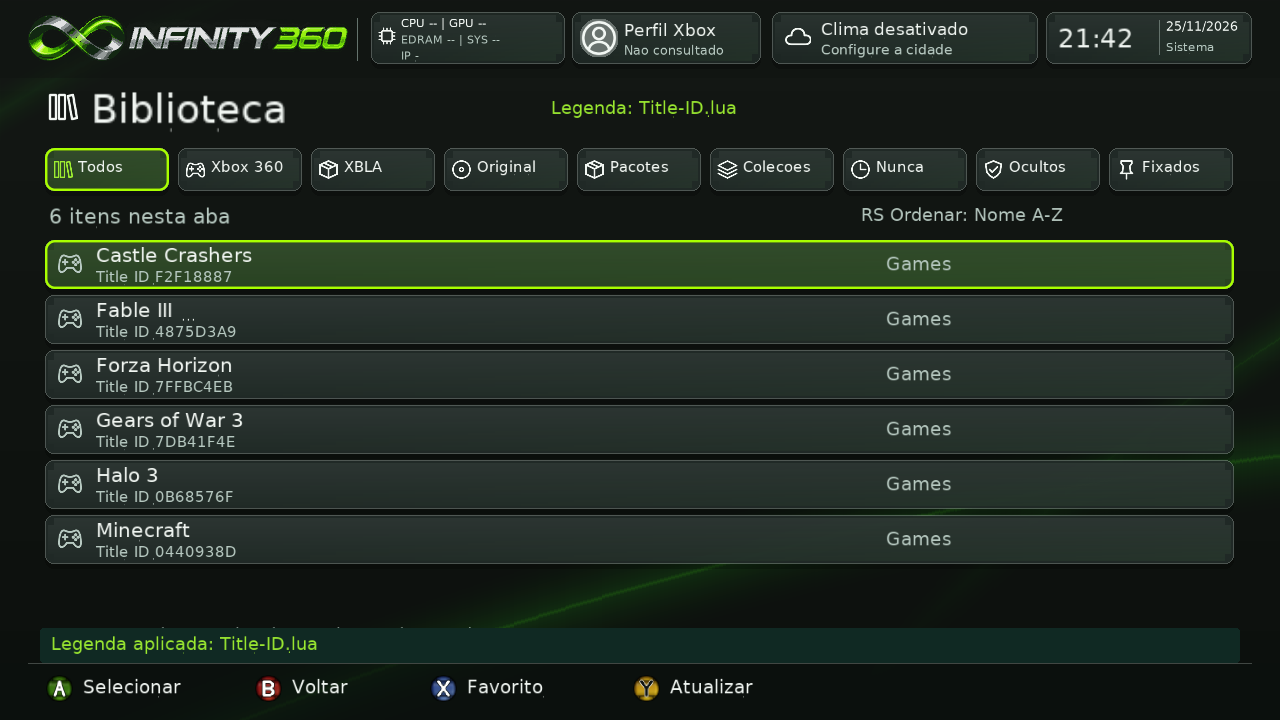 INFINITY 360
CPU -- | GPU --
EDRAM -- | SYS --
IP -
Perfil Xbox
Nao consultado
Clima desativado
Configure a cidade
21:42
25/11/2026
Sistema
Biblioteca
Legenda: Title-ID.lua
Todos
Xbox 360
XBLA
Original
Pacotes
Colecoes
Nunca
Ocultos
Fixados
6 itens nesta aba
RS Ordenar: Nome A-Z
Castle Crashers
Games
Title ID F2F18887
Fable III ...
Games
Title ID 4875D3A9
Forza Horizon
Games
Title ID 7FFBC4EB
Gears of War 3
Games
Title ID 7DB41F4E
Halo 3
Games
Title ID 0B68576F
Minecraft
Games
Title ID 0440938D
Legenda aplicada: Title-ID.lua
A Selecionar
B Voltar
X Favorito
Y Atualizar